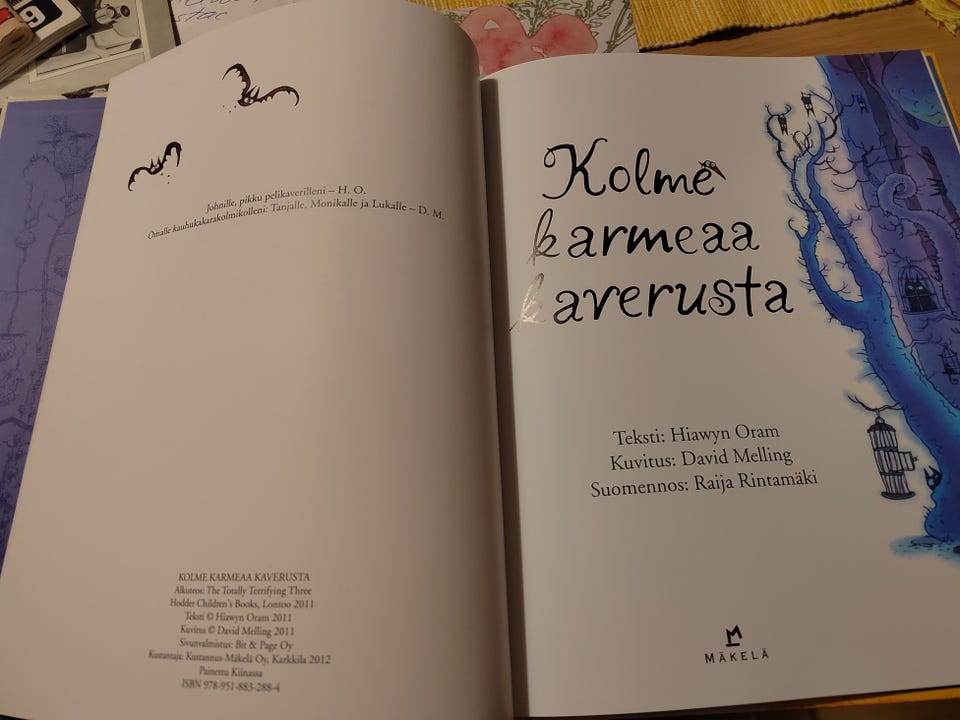 Johnille, pikku pelikaverilleni – H. O.
Omalle kauhukakarakolmikolleni: Tanjalle, Monikalle ja Lukalle – D. M.
KOLME KARMEAA KAVERUSTA
Alkuteos: The Totally Terrifying Three
Hodder Children's Books, Lontoo 2011
Teksti © Hiawyn Oram 2011
Kuvitus © David Melling 2011
Sivunvalmistus: Bit & Page Oy
Kustantaja: Kustannus-Mäkelä Oy, Karkkila 2012
Painettu Kiinassa
ISBN 978-951-883-288-4
Kolme
karmeaa
kaverusta
Teksti: Hiawyn Oram
Kuvitus: David Melling
Suomennos: Raija Rintamäki
MÄKELÄ